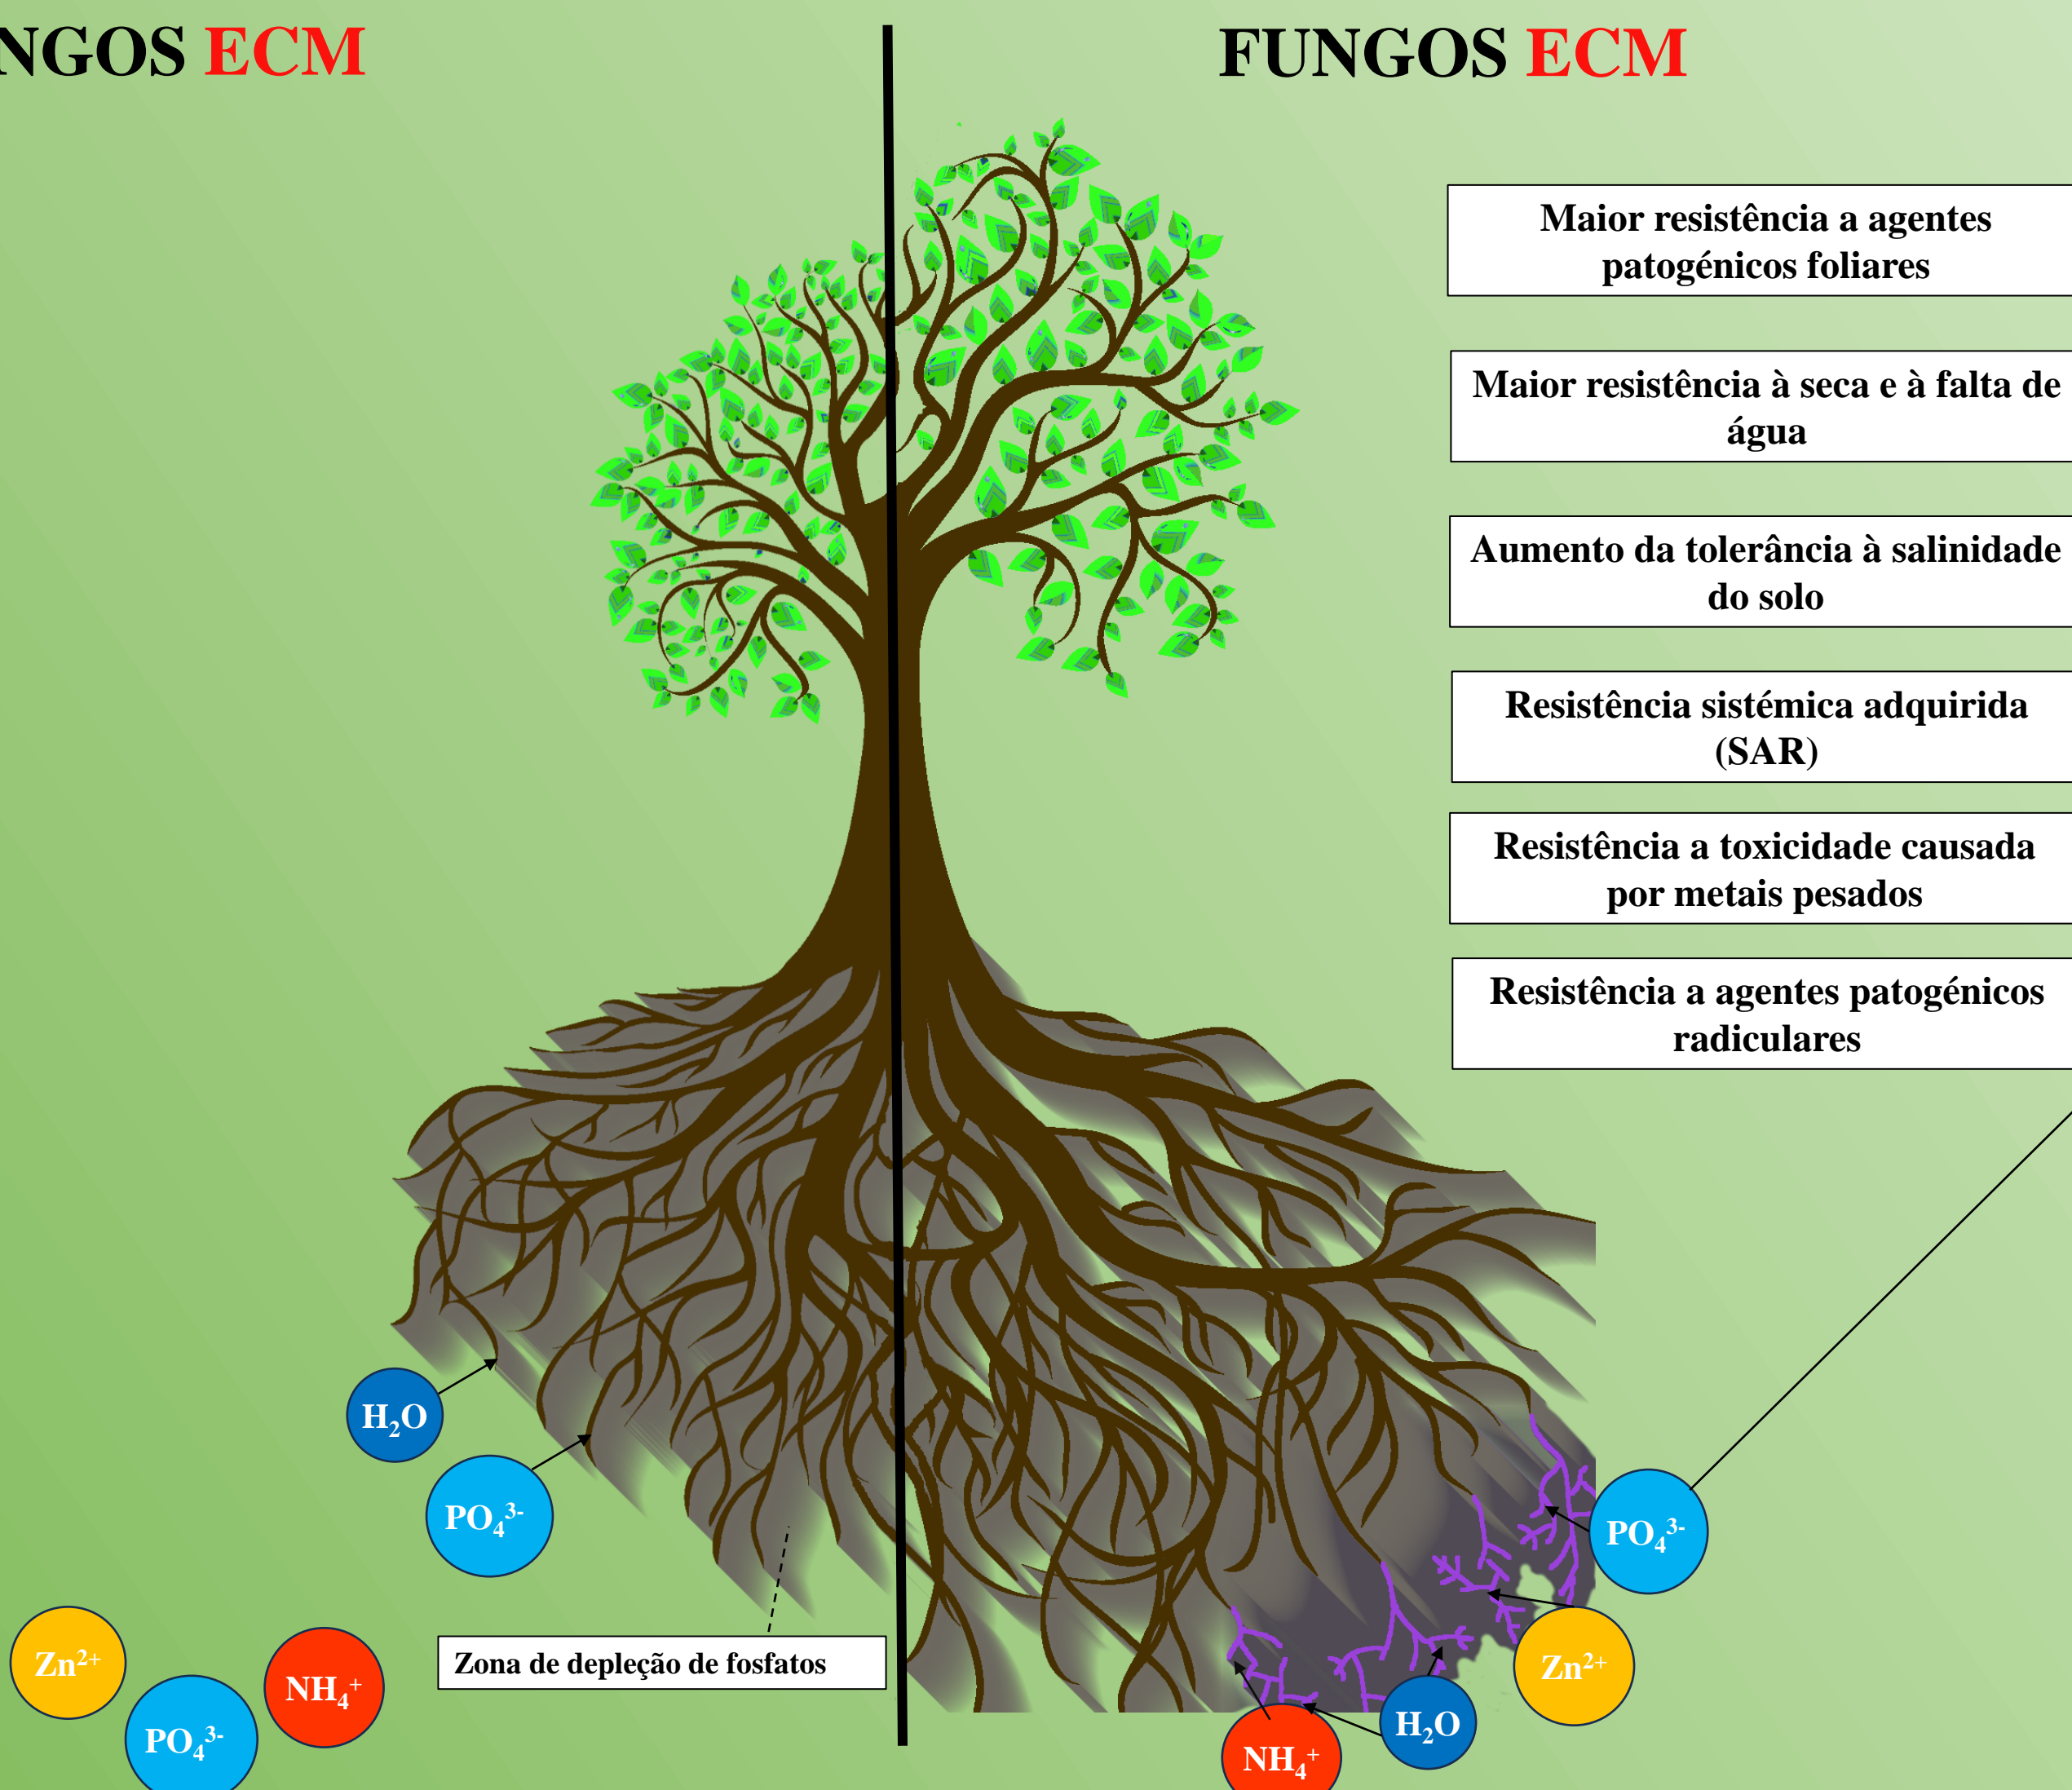 NGOS ECM
FUNGOS ECM
Maior resistência a agentes
patogénicos foliares
Maior resistência à seca e à falta de
água
Aumento da tolerância à salinidade
do solo
Resistência sistémica adquirida
(SAR)
Resistência a toxicidade causada
por metais pesados
Resistência a agentes patogénicos
radiculares
H₂O
PO₄³⁻
Zona de depleção de fosfatos
Zn²⁺
PO₄³⁻
NH₄⁺
PO₄³⁻
Zn²⁺
H₂O
NH₄⁺